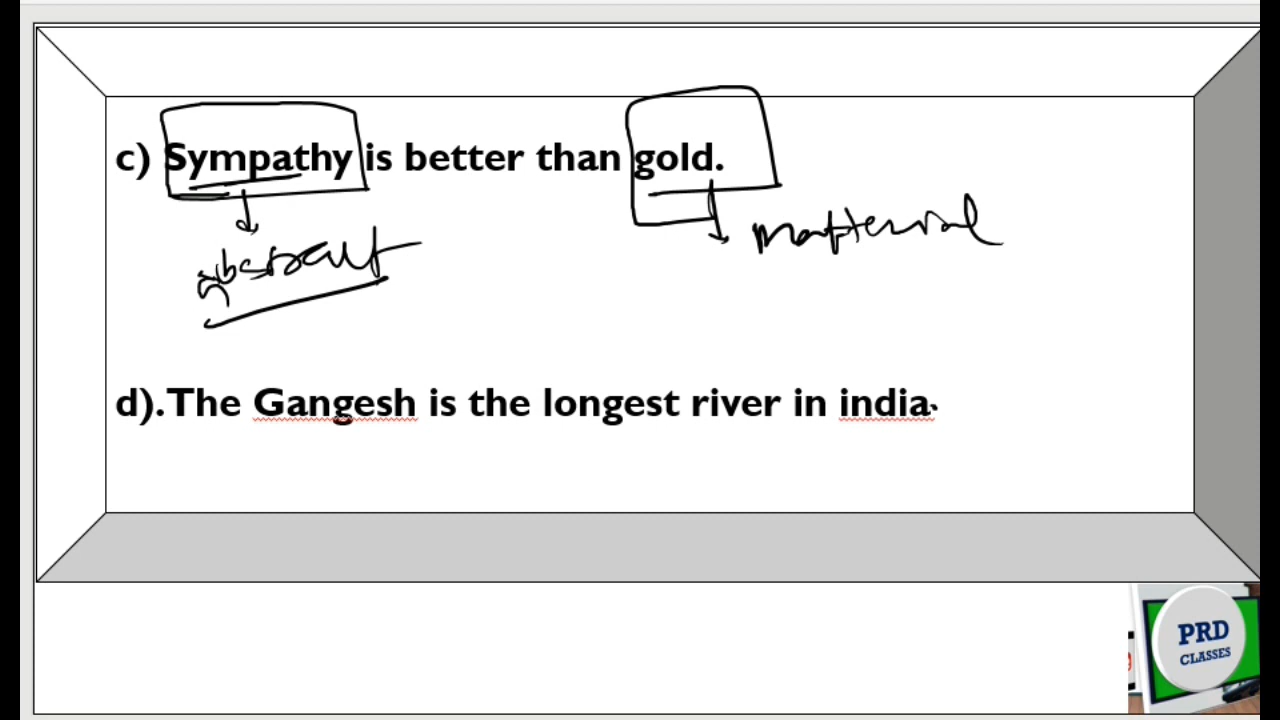 c) Sympathy is better than gold.
abstract
material
d).The Gangesh is the longest river in india.
PRD
CLASSES